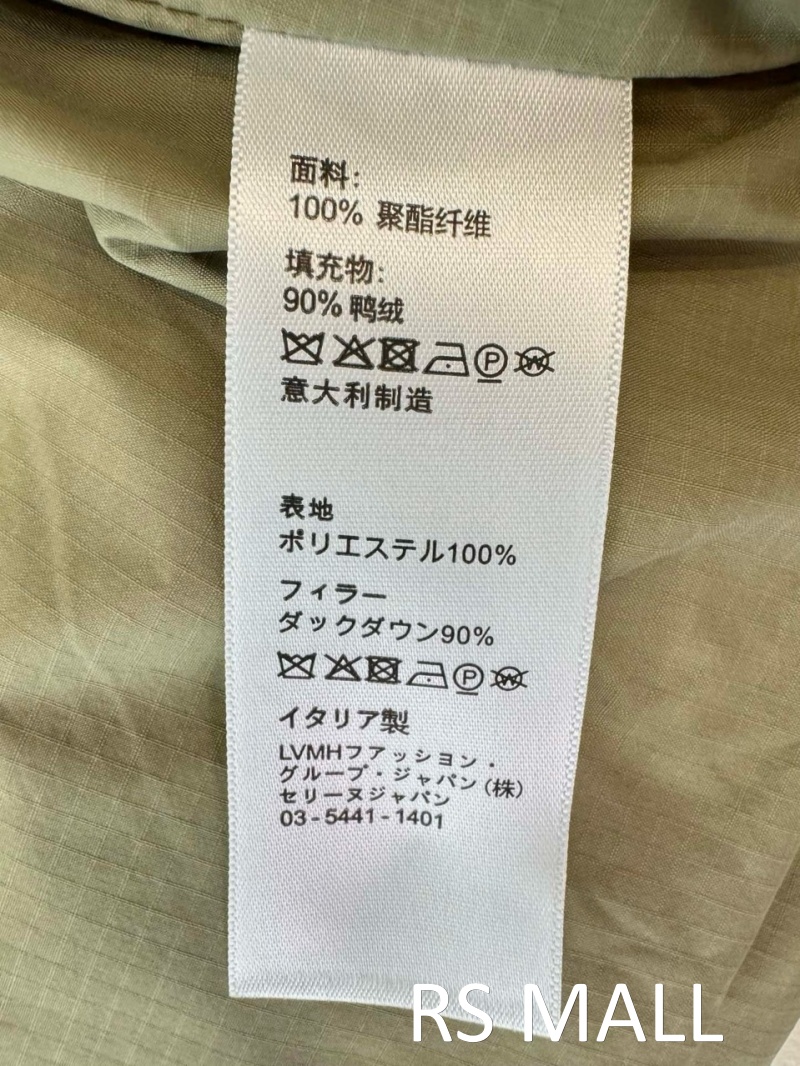 面料:
100% 聚酯纤维
填充物:
90% 鸭绒
P W
意大利制造
表地
ポリエステル100%
フィラー
ダックダウン90%
P W
イタリア製
LVMHファッション・
グループ・ジャパン(株)
セリーヌジャパン
03-5441-1401
RS MALL